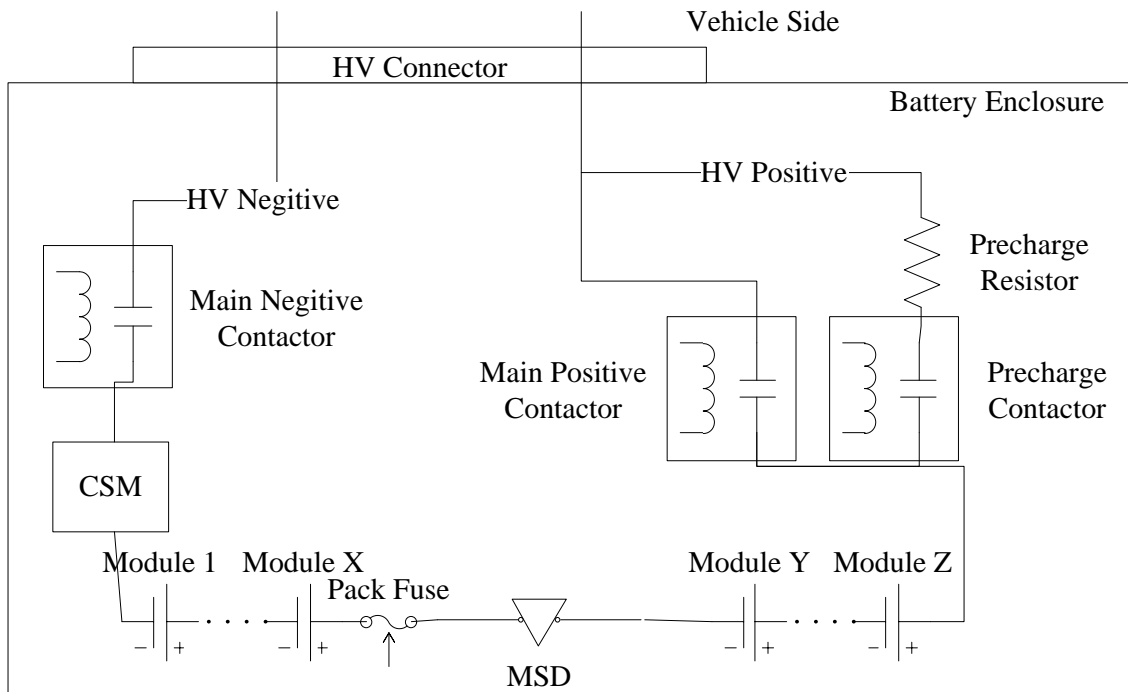 Vehicle Side
HV Connector
Battery Enclosure
HV Positive
HV Negitive
Precharge
Resistor
Main Negitive
Contactor
Main Positive
Contactor
Precharge
Contactor
CSM
Module 1
Module X
Module Y
Module Z
Pack Fuse
- + - + - + - +
MSD